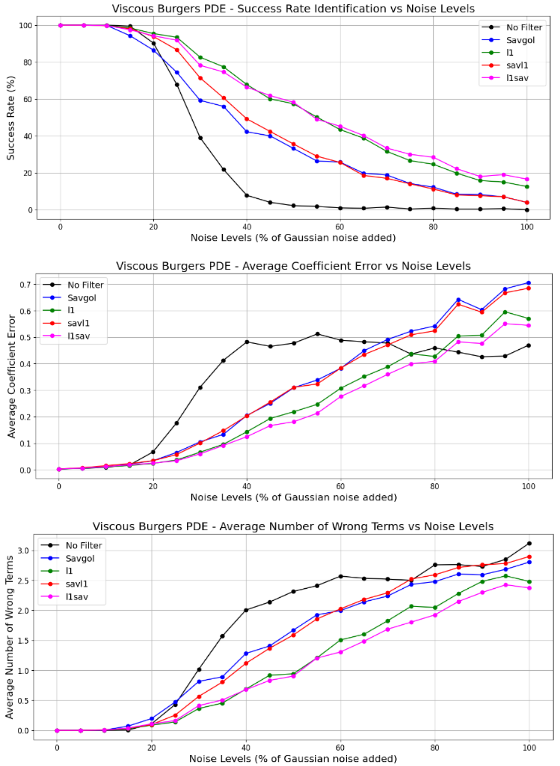 Viscous Burgers PDE - Success Rate Identification vs Noise Levels
Success Rate (%)
100
80
60
40
20
0
No Filter
Savgol
l1
savl1
l1sav
0 20 40 60 80 100
Noise Levels (% of Gaussian noise added)
Viscous Burgers PDE - Average Coefficient Error vs Noise Levels
Average Coefficient Error
0.7
0.6
0.5
0.4
0.3
0.2
0.1
0.0
No Filter
Savgol
l1
savl1
l1sav
0 20 40 60 80 100
Noise Levels (% of Gaussian noise added)
Viscous Burgers PDE - Average Number of Wrong Terms vs Noise Levels
Average Number of Wrong Terms
3.0
2.5
2.0
1.5
1.0
0.5
0.0
No Filter
Savgol
l1
savl1
l1sav
0 20 40 60 80 100
Noise Levels (% of Gaussian noise added)